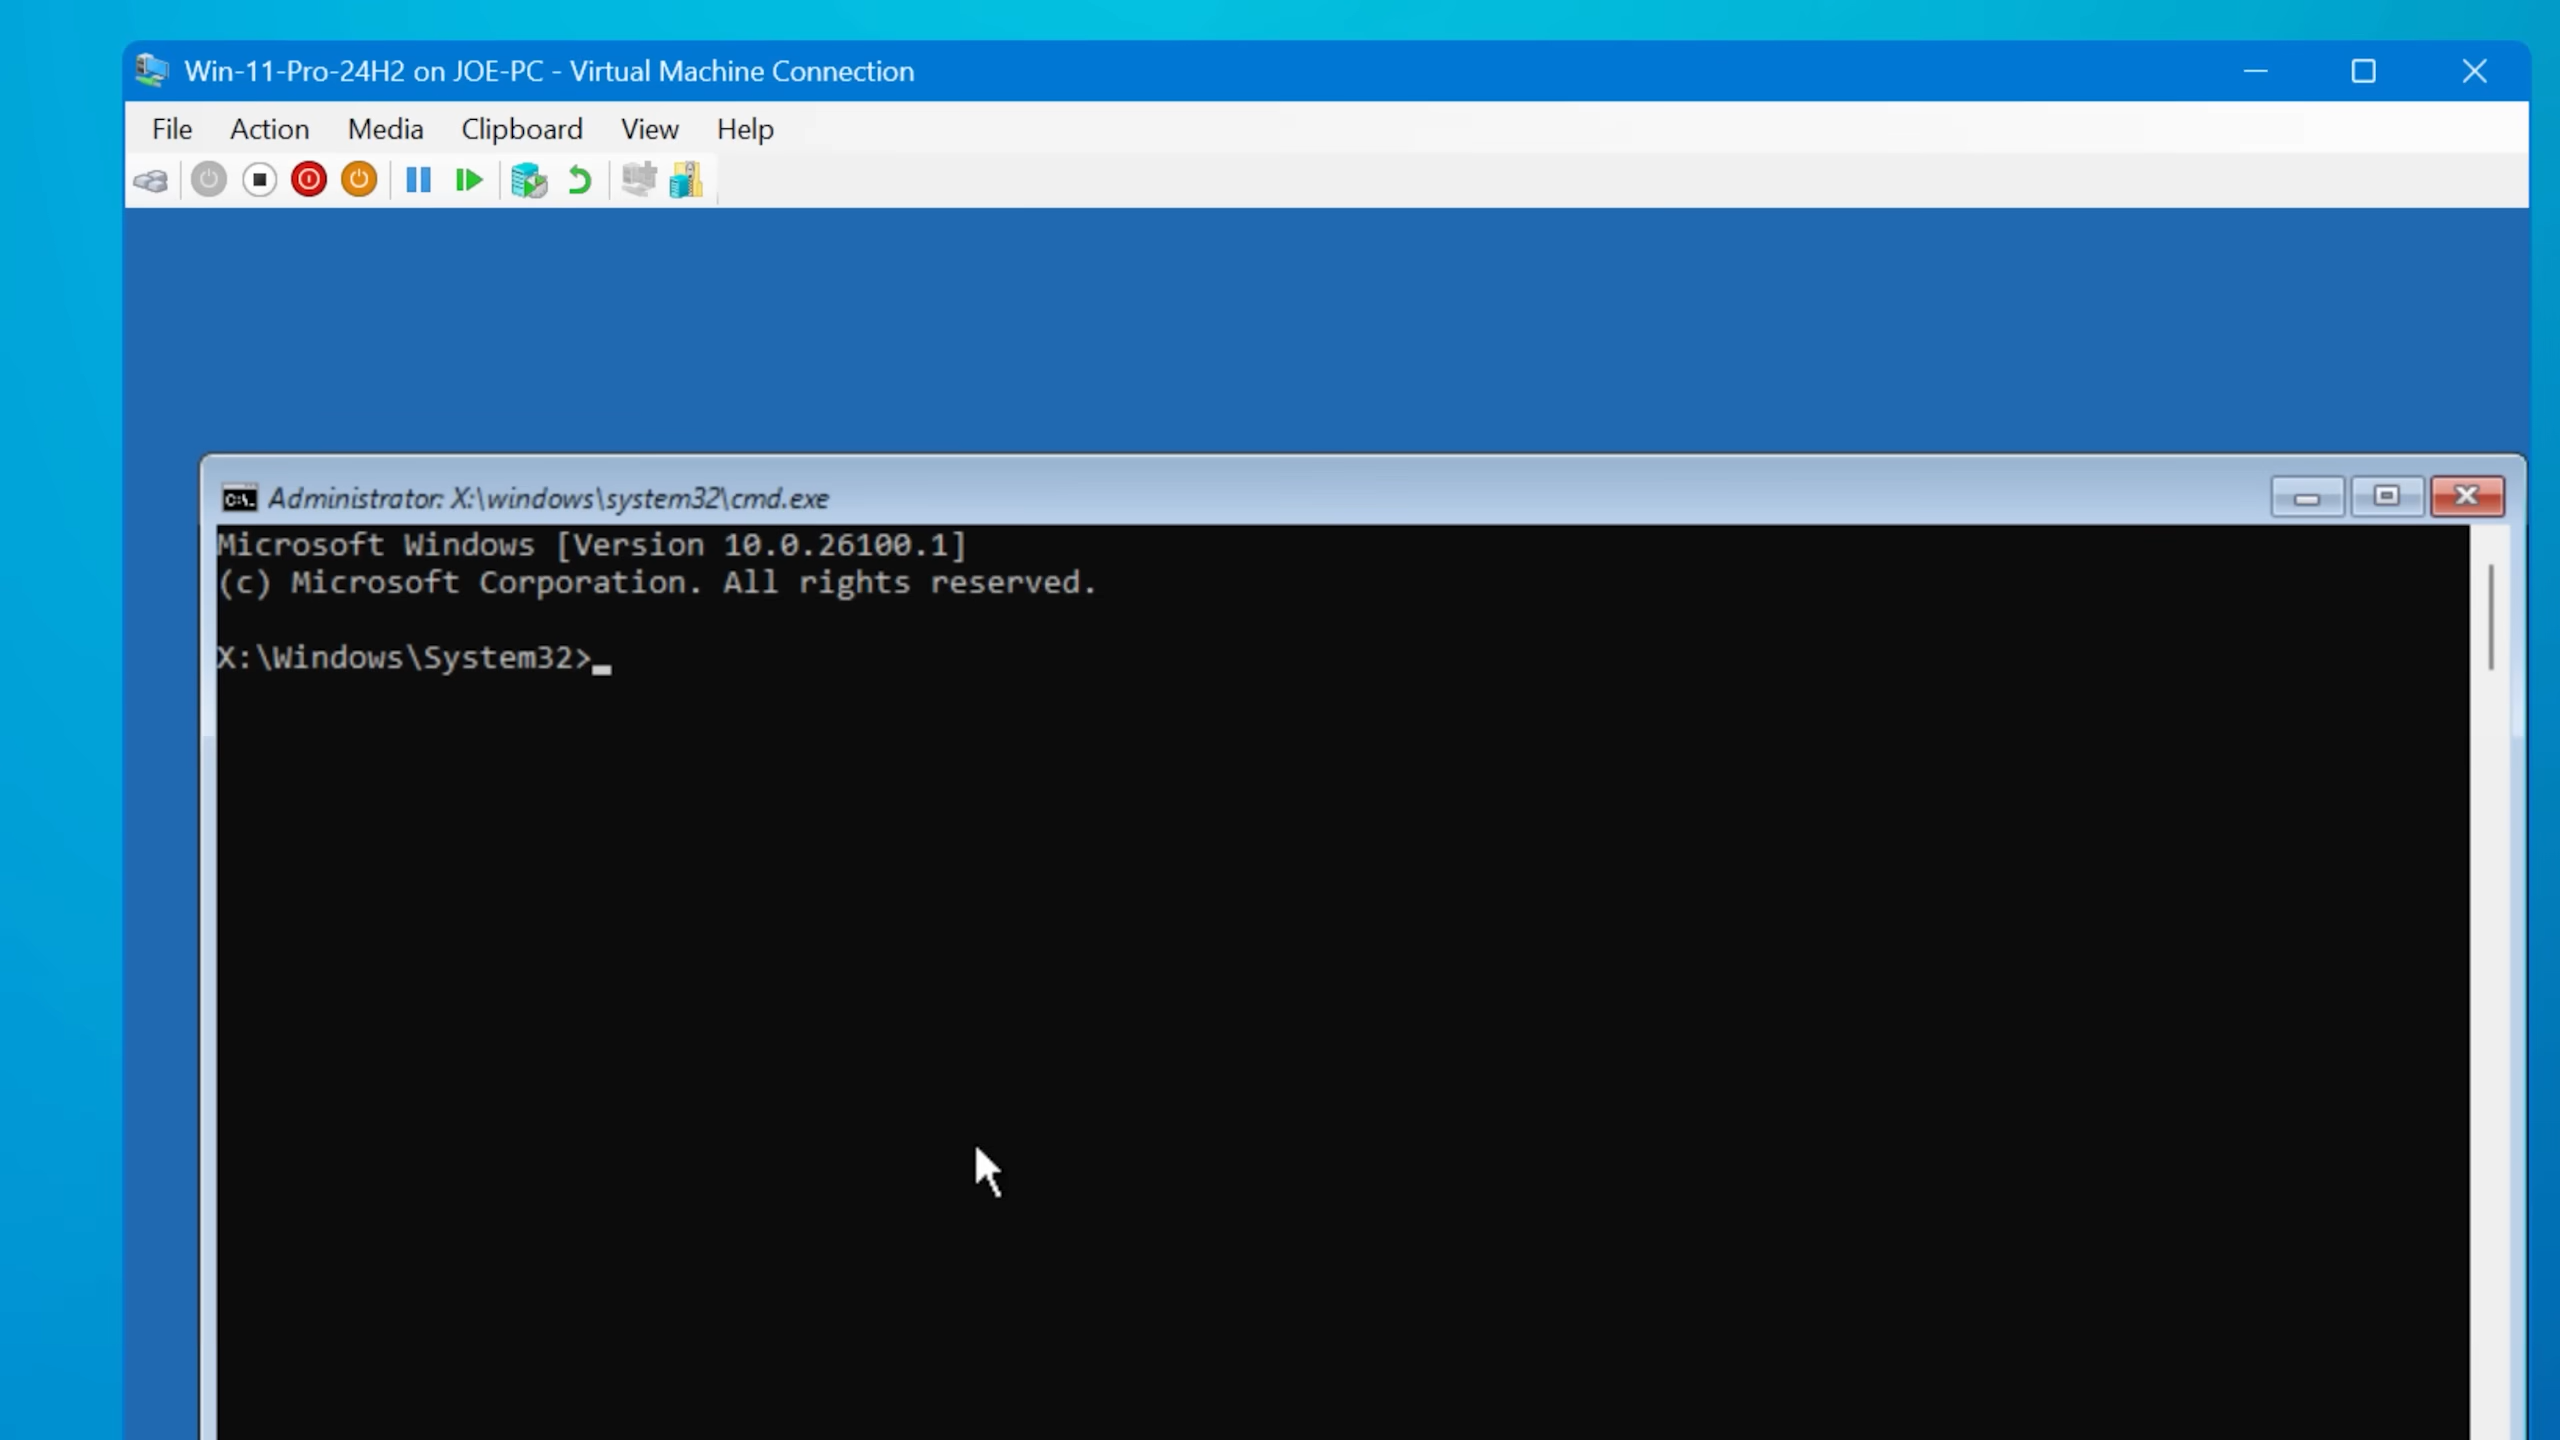 Win-11-Pro-24H2 on JOE-PC - Virtual Machine Connection
File Action Media Clipboard View Help
C:\. Administrator: X:\windows\system32\cmd.exe
Microsoft Windows [Version 10.0.26100.1]
(c) Microsoft Corporation. All rights reserved.
X:\Windows\System32>